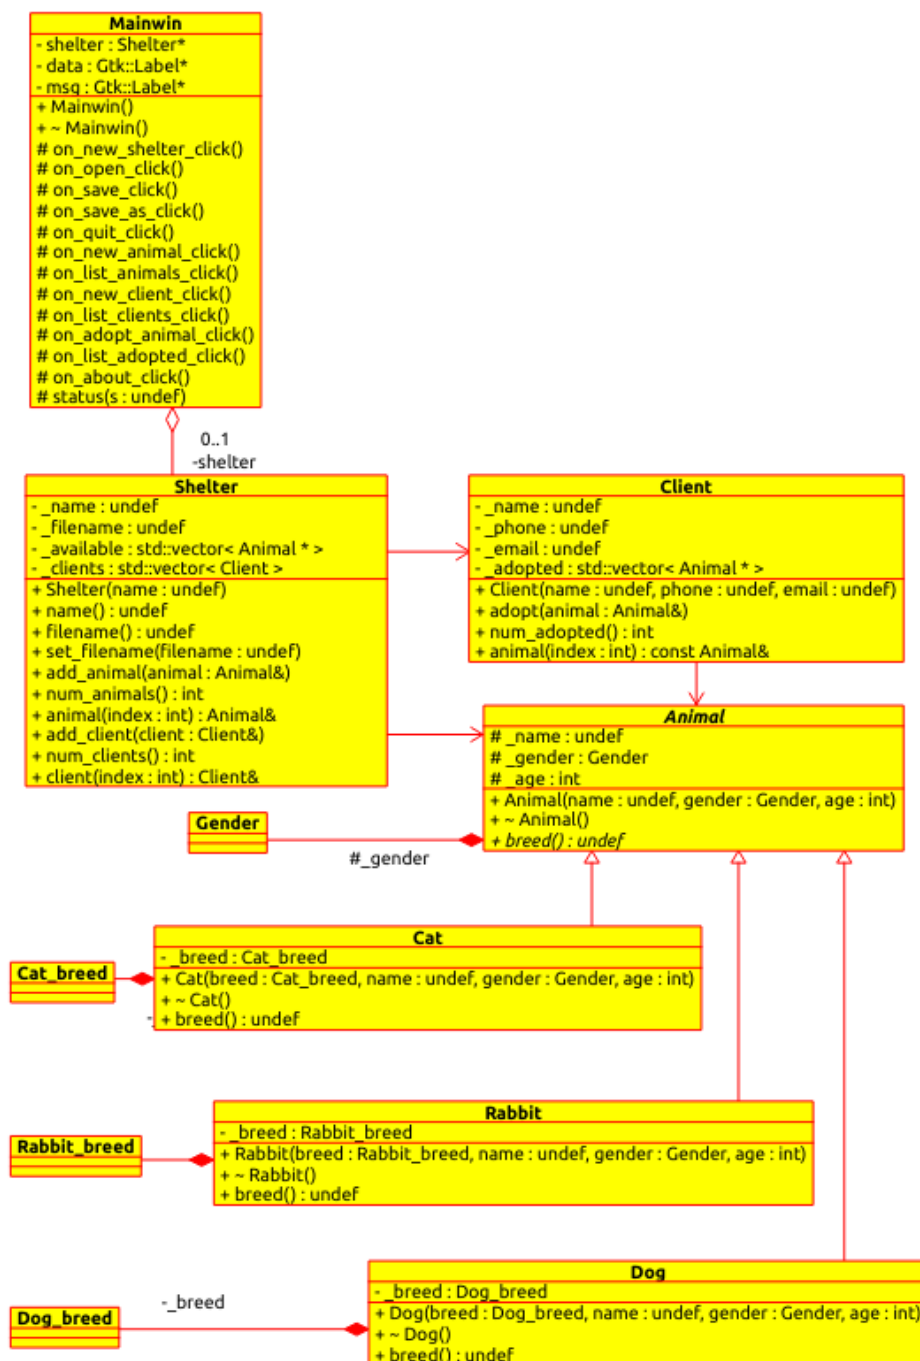 Mainwin
- shelter : Shelter*
- data : Gtk::Label*
- msg : Gtk::Label*
+ Mainwin()
+ ~ Mainwin()
# on_new_shelter_click()
# on_open_click()
# on_save_click()
# on_save_as_click()
# on_quit_click()
# on_new_animal_click()
# on_list_animals_click()
# on_new_client_click()
# on_list_clients_click()
# on_adopt_animal_click()
# on_list_adopted_click()
# on_about_click()
# status(s : undef)
0..1
-shelter
Shelter
- _name : undef
- _filename : undef
- _available : std::vector< Animal * >
- _clients : std::vector< Client >
+ Shelter(name : undef)
+ name() : undef
+ filename() : undef
+ set_filename(filename : undef)
+ add_animal(animal : Animal&)
+ num_animals() : int
+ animal(index : int) : Animal&
+ add_client(client : Client&)
+ num_clients() : int
+ client(index : int) : Client&
Client
- _name : undef
- _phone : undef
- _email : undef
- _adopted : std::vector< Animal * >
+ Client(name : undef, phone : undef, email : undef)
+ adopt(animal : Animal&)
+ num_adopted() : int
+ animal(index : int) : const Animal&
Animal
# _name : undef
# _gender : Gender
# _age : int
+ Animal(name : undef, gender : Gender, age : int)
+ ~ Animal()
+ breed() : undef
Gender
#_gender
Cat
- _breed : Cat_breed
+ Cat(breed : Cat_breed, name : undef, gender : Gender, age : int)
+ ~ Cat()
+ breed() : undef
Cat_breed
-
Rabbit
- _breed : Rabbit_breed
+ Rabbit(breed : Rabbit_breed, name : undef, gender : Gender, age : int)
+ ~ Rabbit()
+ breed() : undef
Rabbit_breed
Dog
- _breed : Dog_breed
+ Dog(breed : Dog_breed, name : undef, gender : Gender, age : int)
+ ~ Dog()
+ breed() : undef
-_breed
Dog_breed